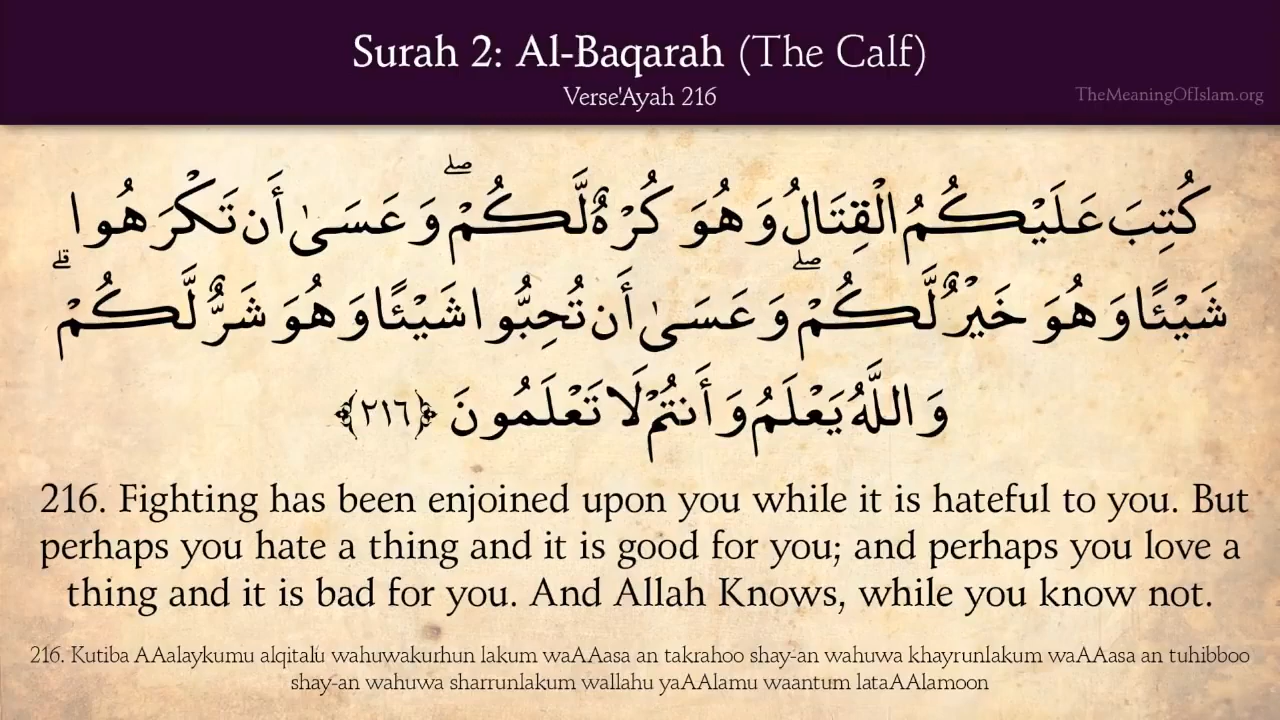 Surah 2: Al-Baqarah (The Calf)
Verse'Ayah 216
TheMeaningOfIslam.org
كُتِبَ عَلَيْكُمُ الْقِتَالُ وَهُوَ كُرْهٌ لَّكُمْ ۖ وَعَسَىٰ أَن تَكْرَهُوا
شَيْئًا وَهُوَ خَيْرٌ لَّكُمْ ۖ وَعَسَىٰ أَن تُحِبُّوا شَيْئًا وَهُوَ شَرٌّ لَّكُمْ ۗ
وَاللَّهُ يَعْلَمُ وَأَنتُمْ لَا تَعْلَمُونَ ﴿٢١٦﴾
216. Fighting has been enjoined upon you while it is hateful to you. But
perhaps you hate a thing and it is good for you; and perhaps you love a
thing and it is bad for you. And Allah Knows, while you know not.
216. Kutiba AAalaykumu alqitalu wahuwakurhun lakum waAAasa an takrahoo shay-an wahuwa khayrunlakum waAAasa an tuhibboo
shay-an wahuwa sharrunlakum wallahu yaAAlamu waantum lataAAlamoon